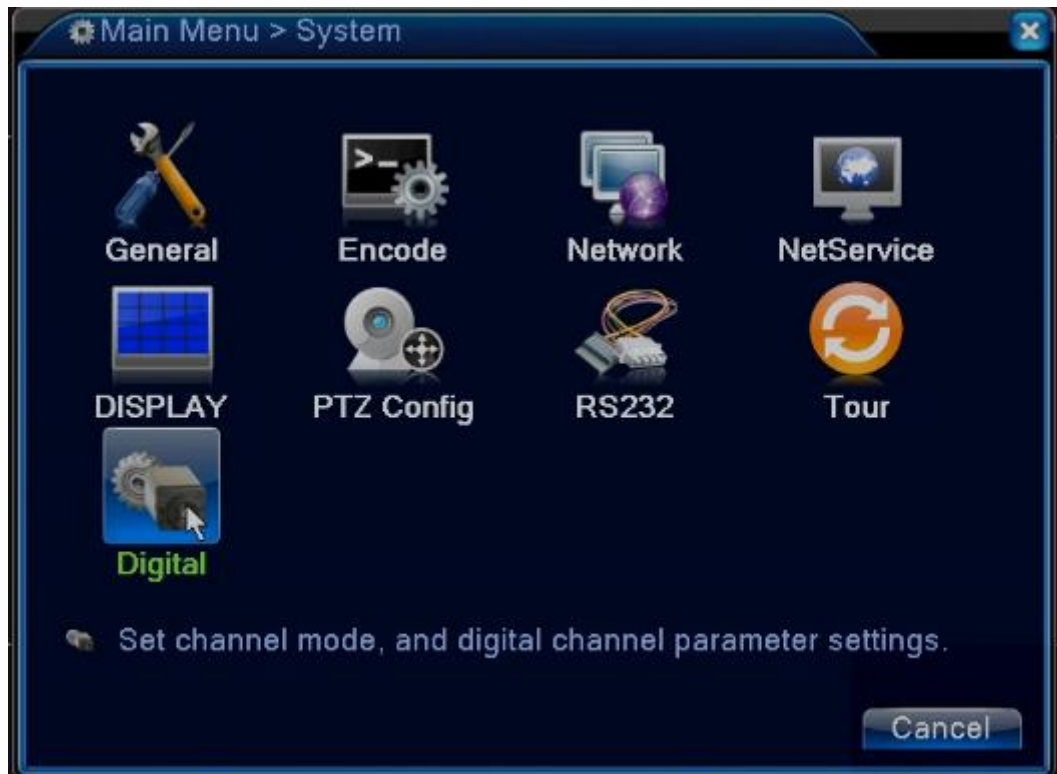 Main Menu > System
General Encode Network NetService
DISPLAY PTZ Config RS232 Tour
Digital
Set channel mode, and digital channel parameter settings.
Cancel